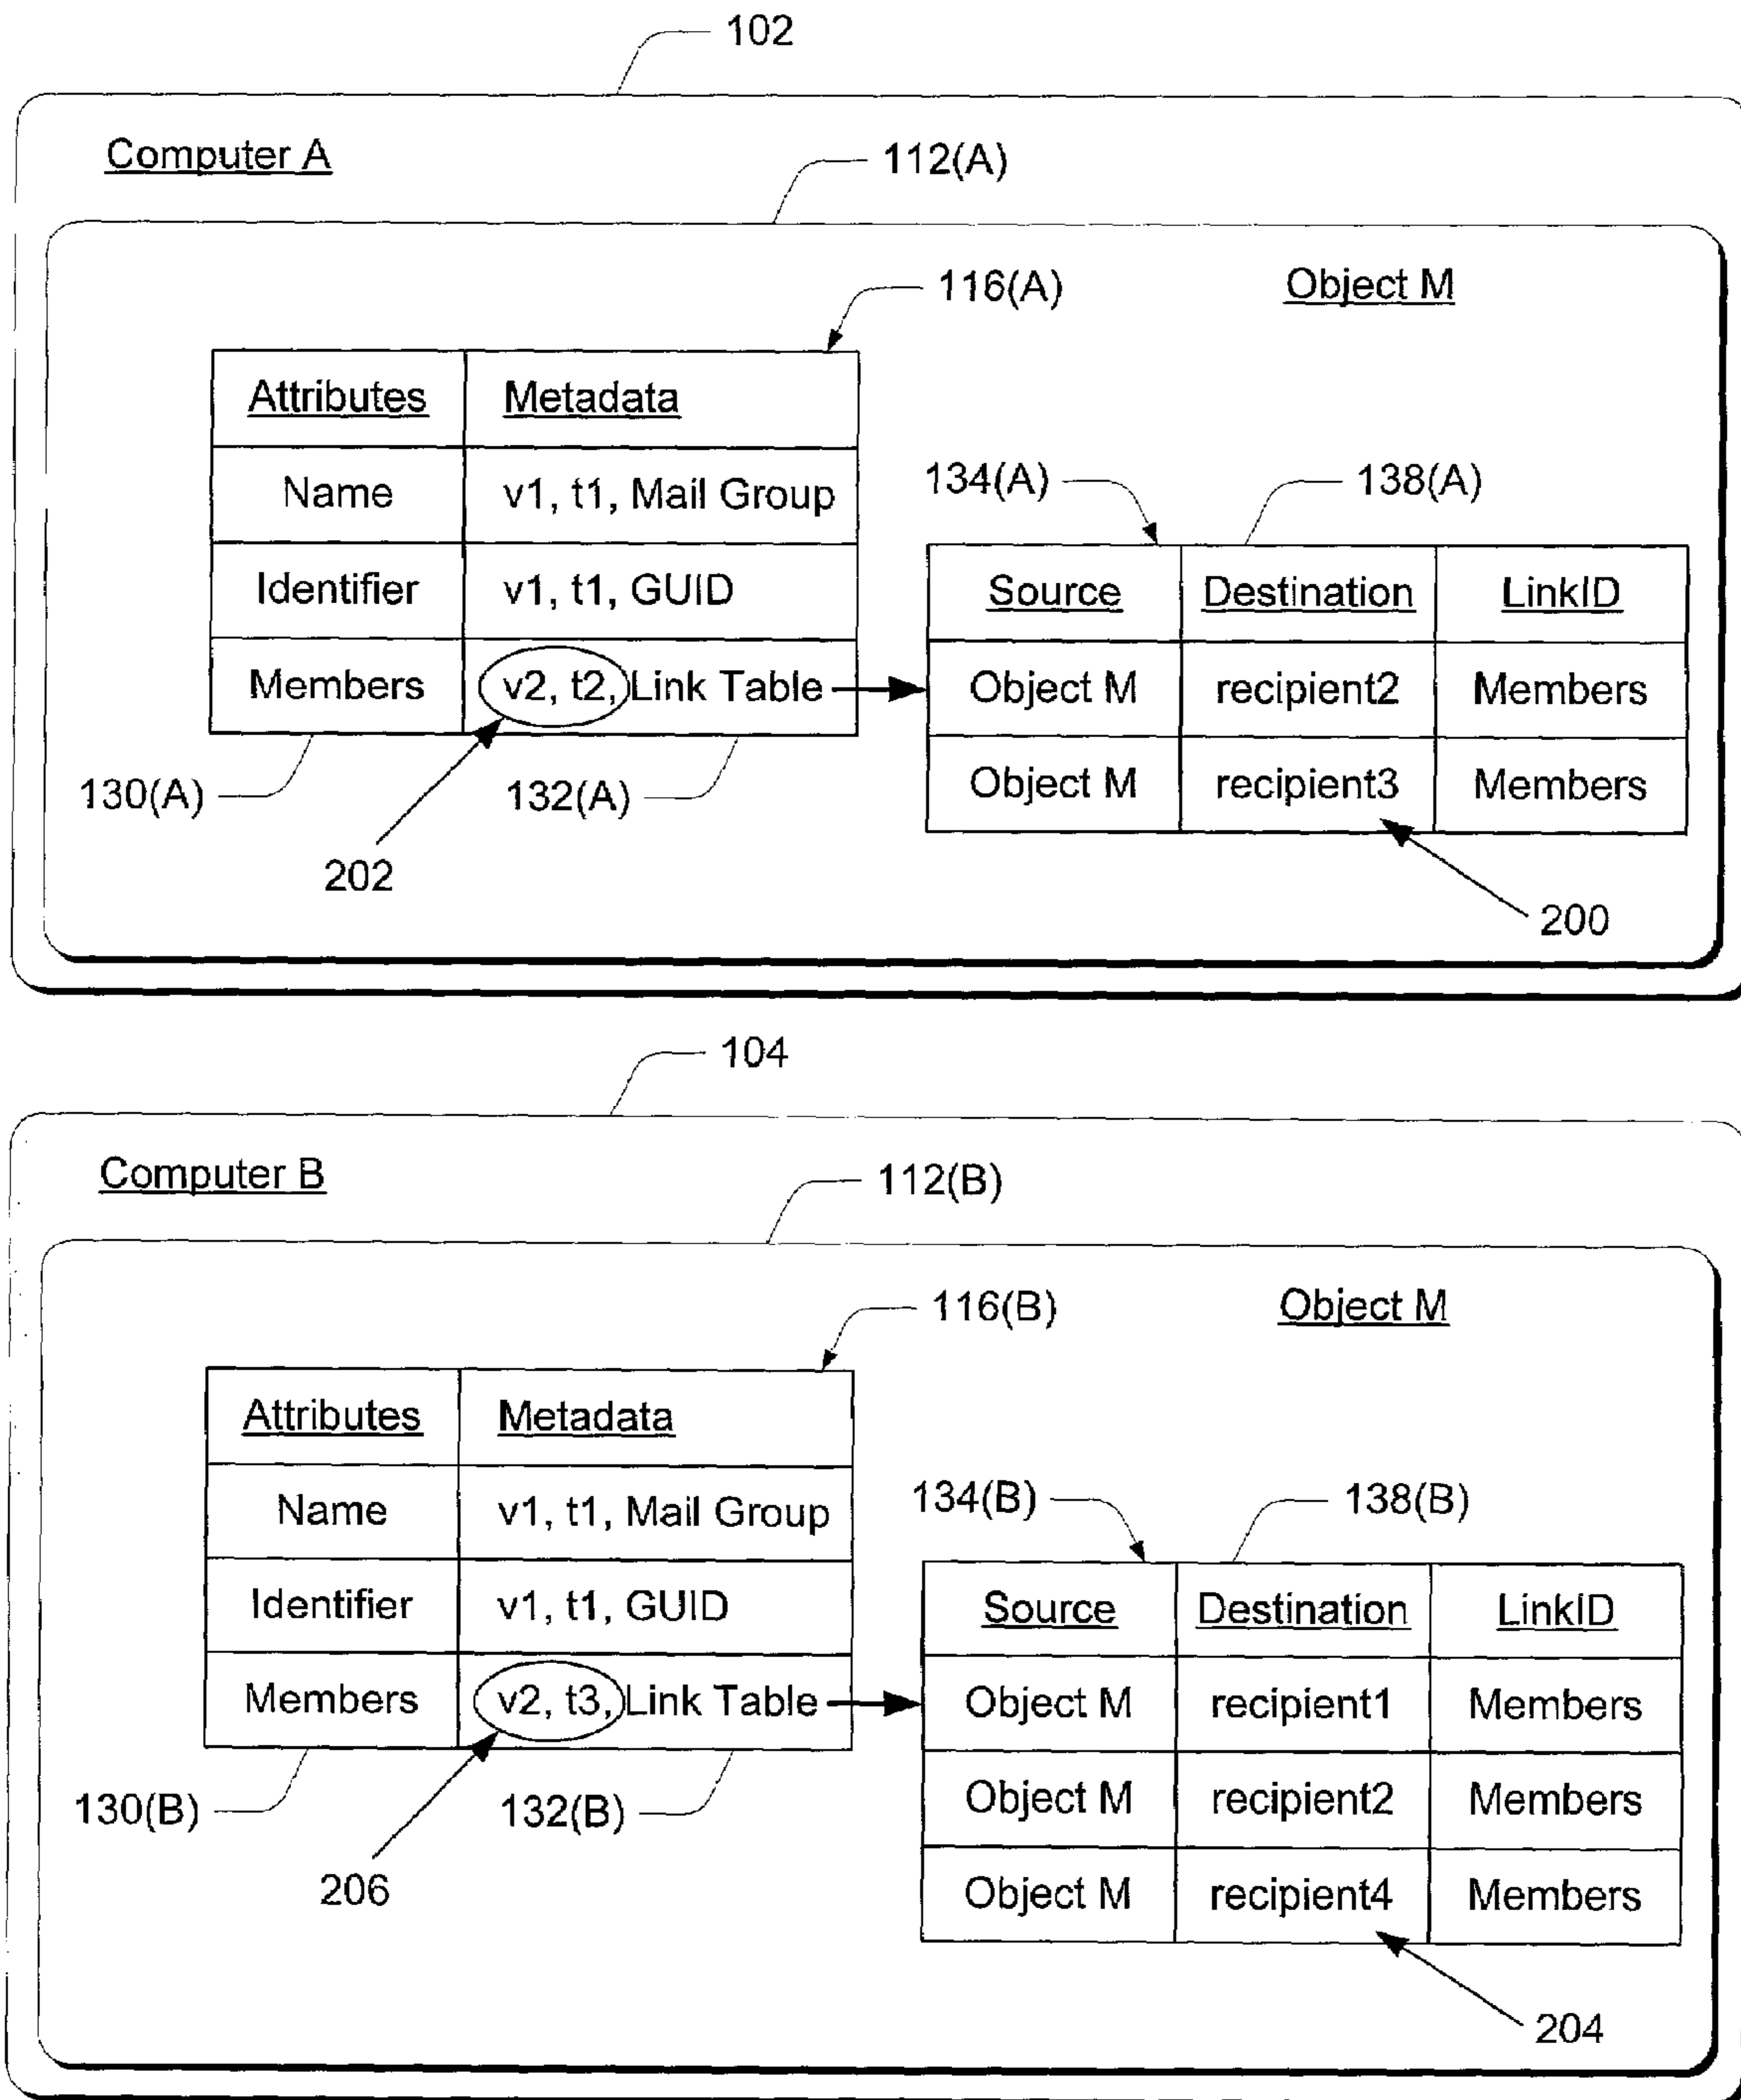 102
Computer A
112(A)
116(A)
Object M
Attributes Metadata
Name v1, t1, Mail Group
Identifier v1, t1, GUID
Members v2, t2, Link Table
134(A)
138(A)
Source Destination LinkID
Object M recipient2 Members
Object M recipient3 Members
130(A)
132(A)
202
200
104
Computer B
112(B)
116(B)
Object M
Attributes Metadata
Name v1, t1, Mail Group
Identifier v1, t1, GUID
Members v2, t3, Link Table
134(B)
138(B)
Source Destination LinkID
Object M recipient1 Members
Object M recipient2 Members
Object M recipient4 Members
130(B)
132(B)
206
204